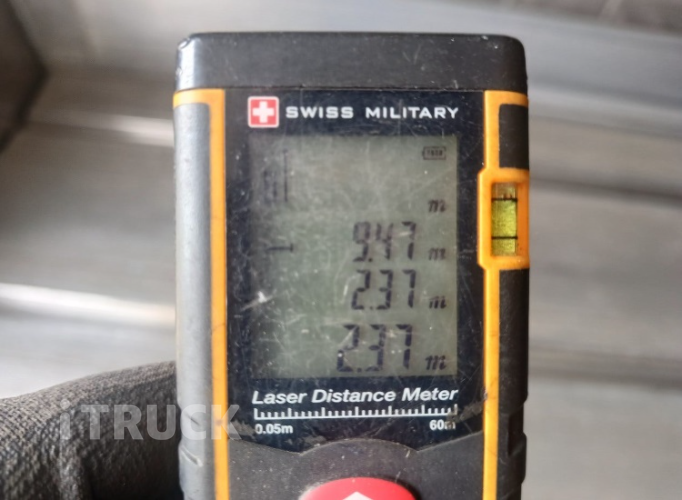 SWISS MILITARY
m
9.47 m
2.37 m
2.37 m
Laser Distance Meter
0.05m 60m
iTRUCK